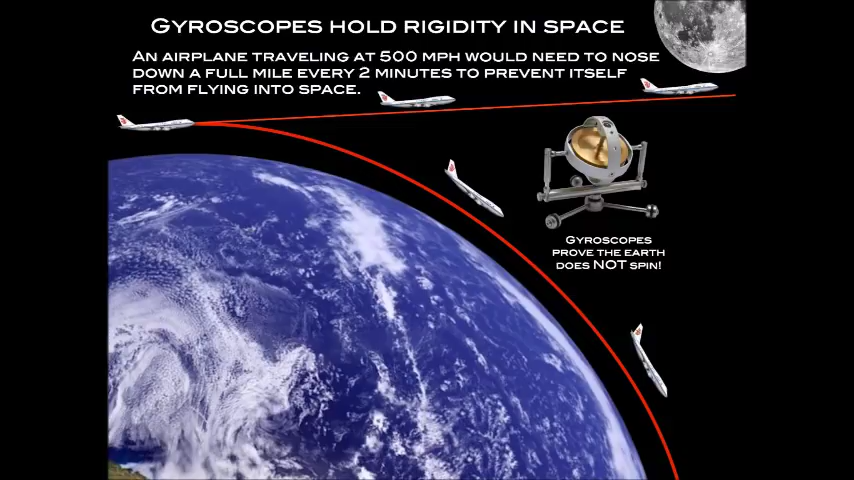 Gyroscopes hold rigidity in space
An airplane traveling at 500 mph would need to nose
down a full mile every 2 minutes to prevent itself
from flying into space.
Gyroscopes
prove the earth
does NOT spin!